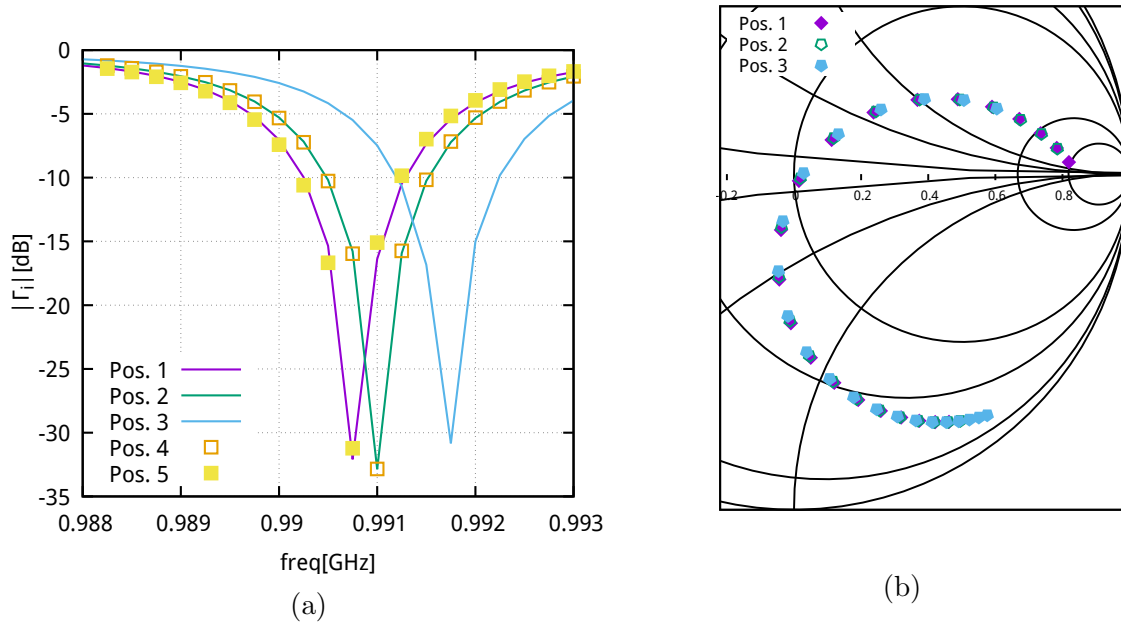 0
-5
-10
-15
-20
-25
-30
-35
|Γi| [dB]
Pos. 1
Pos. 2
Pos. 3
Pos. 4
Pos. 5
0.988 0.989 0.99 0.991 0.992 0.993
freq[GHz]
(a)
Pos. 1
Pos. 2
Pos. 3
-0.2 0 0.2 0.4 0.6 0.8
(b)